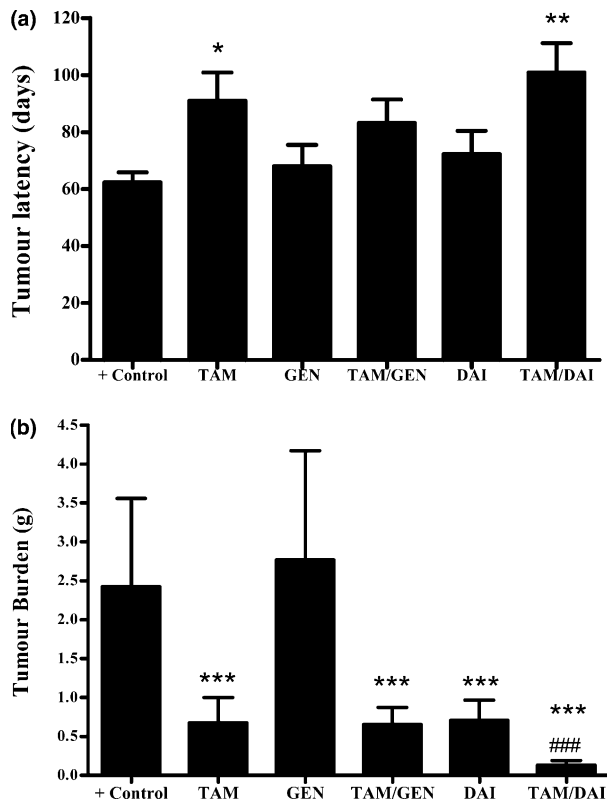 (a)
Tumour latency (days)
120
100
80
60
40
20
0
*
**
+ Control TAM GEN TAM/GEN DAI TAM/DAI
(b)
Tumour Burden (g)
4.5
4.0
3.5
3.0
2.5
2.0
1.5
1.0
0.5
0.0
*** *** *** ***
###
+ Control TAM GEN TAM/GEN DAI TAM/DAI